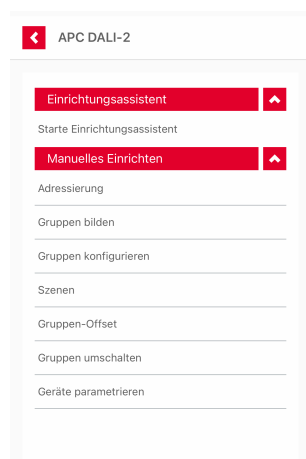 APC DALI-2
Einrichtungsassistent
Starte Einrichtungsassistent
Manuelles Einrichten
Adressierung
Gruppen bilden
Gruppen konfigurieren
Szenen
Gruppen-Offset
Gruppen umschalten
Geräte parametrieren